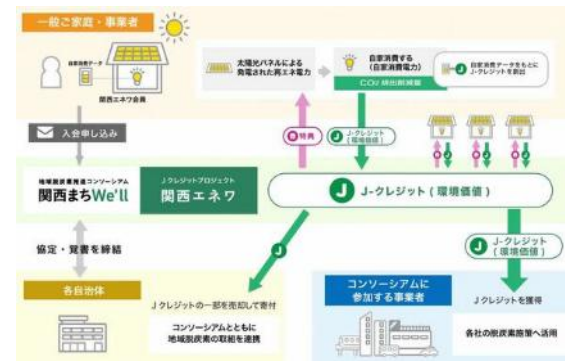 一般ご家庭・事業者
自家消費データ
関西エネワ会員
太陽光パネルによる
発電された再エネ電力
自家消費する
(自家消費電力)
CO2排出削減量
自家消費データをもとに
J-クレジットを創出
入会申し込み
特典
J-クレジット
(環境価値)
地域脱炭素推進コンソーシアム
関西まちWe'll
Jクレジットプロジェクト
関西エネワ
J J-クレジット(環境価値)
協定・覚書を締結
J
J J-クレジット
(環境価値)
各自治体
Jクレジットの一部を売却して寄付
コンソーシアムとともに
地域脱炭素の取組を連携
コンソーシアムに
参加する事業者
Jクレジットを獲得
各社の脱炭素施策へ活用